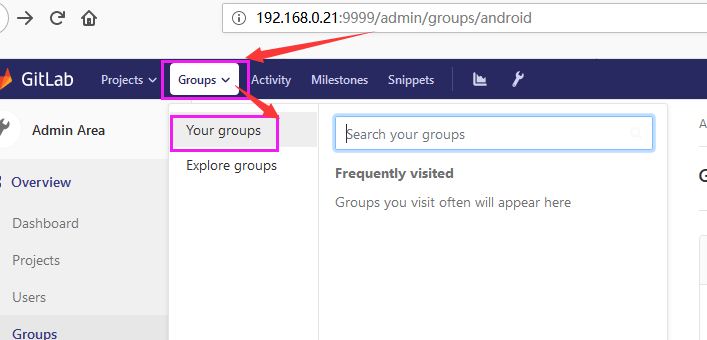 192.168.0.21:9999/admin/groups/android
GitLab Projects Groups Activity Milestones Snippets
Admin Area
Your groups
Search your groups
Explore groups
Overview
Frequently visited
Groups you visit often will appear here
Dashboard
Projects
Users
Groups